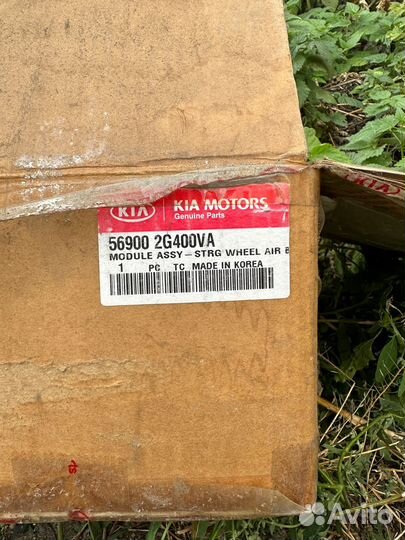 KIA KIA MOTORS
Genuine Parts
56900 2G400VA
MODULE ASSY-STRG WHEEL AIR B
1 PC TC MADE IN KOREA
KIA
Avito